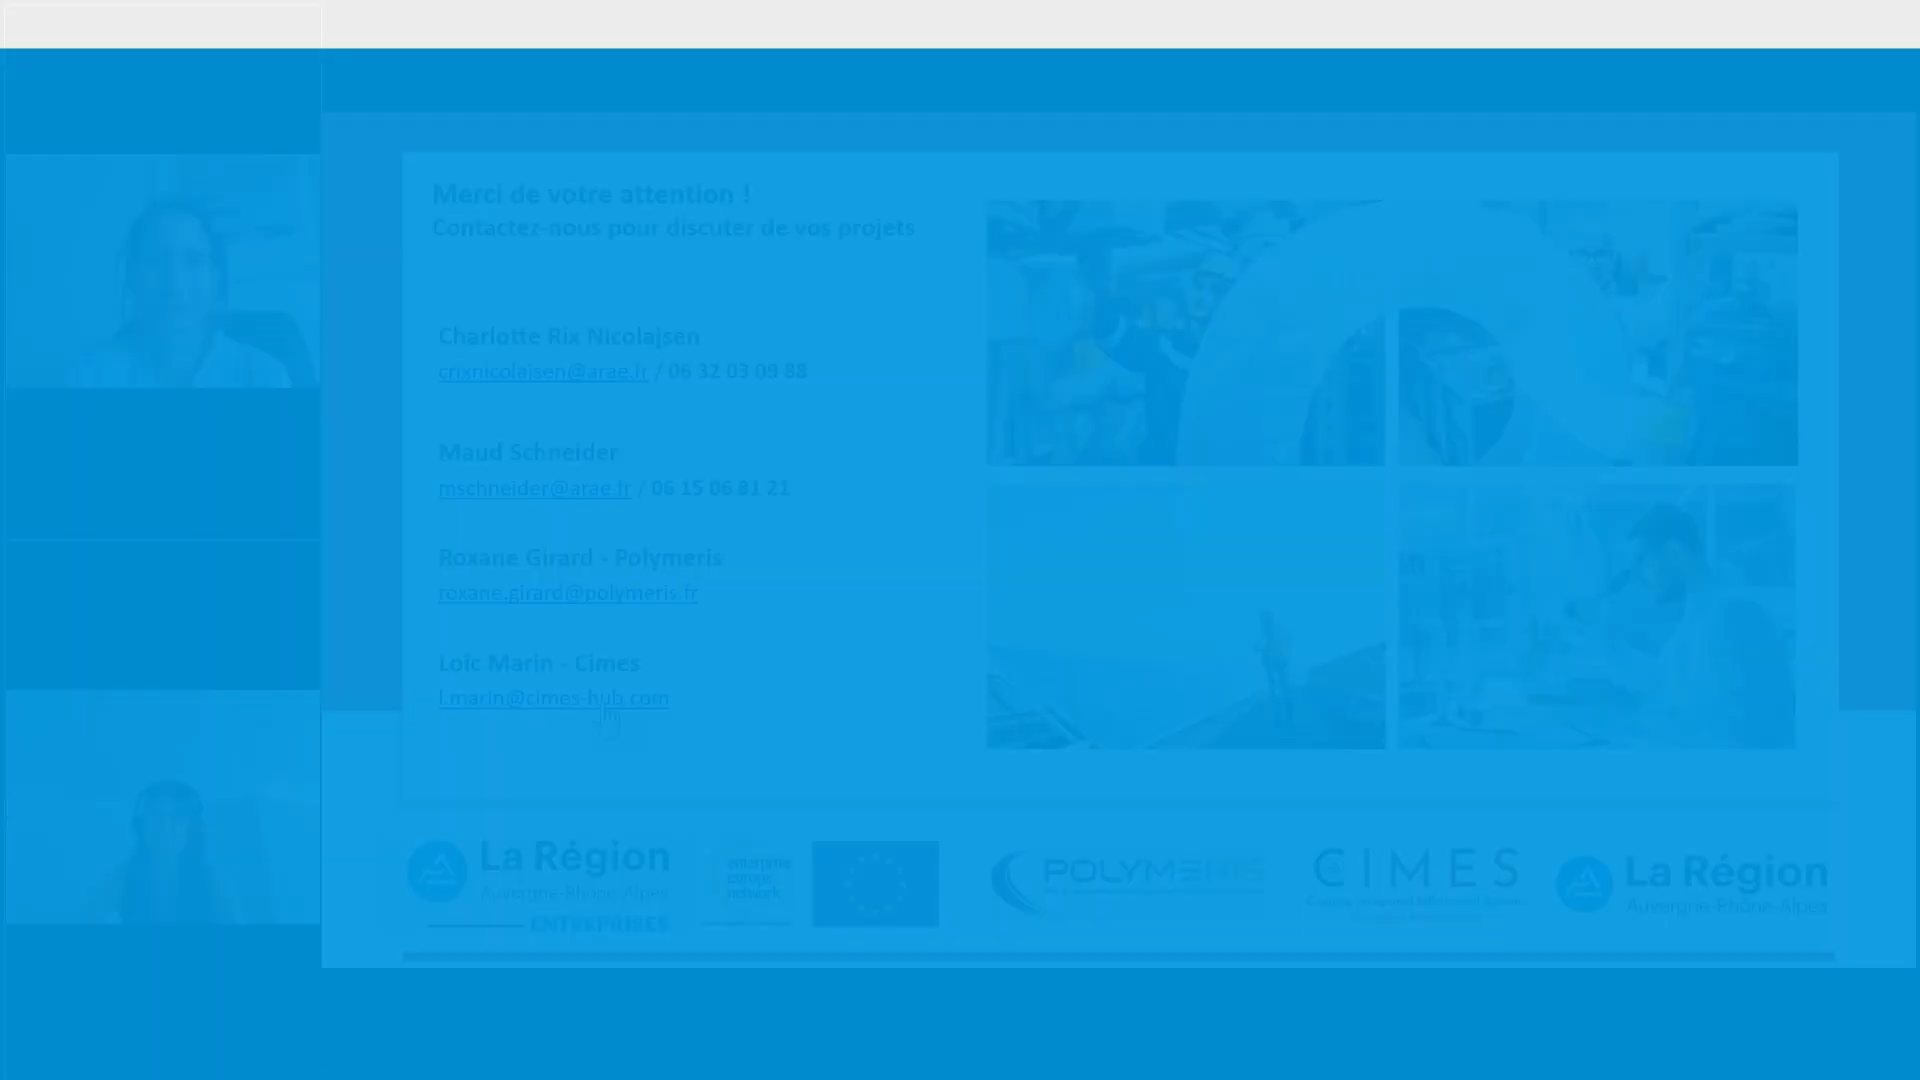 Merci de votre attention !
Contactez-nous pour discuter de vos projets
Charlotte Rix Nicolajsen
crixnicolajsen@arae.fr / 06 32 03 09 88
Maud Schneider
mschneider@arae.fr / 06 15 06 81 21
Roxane Girard - Polymeris
roxane.girard@polymeris.fr
Loïc Marin - Cimes
l.marin@cimes-hub.com
La Région
Auvergne-Rhône-Alpes
ENTREPRISES
enterprise
europe
network
POLYMERIS
CIMES
La Région
Auvergne-Rhône-Alpes